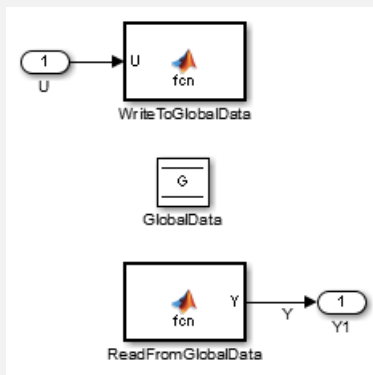 1
U
U
fcn
WriteToGlobalData
G
GlobalData
fcn
Y
ReadFromGlobalData
Y
1
Y1